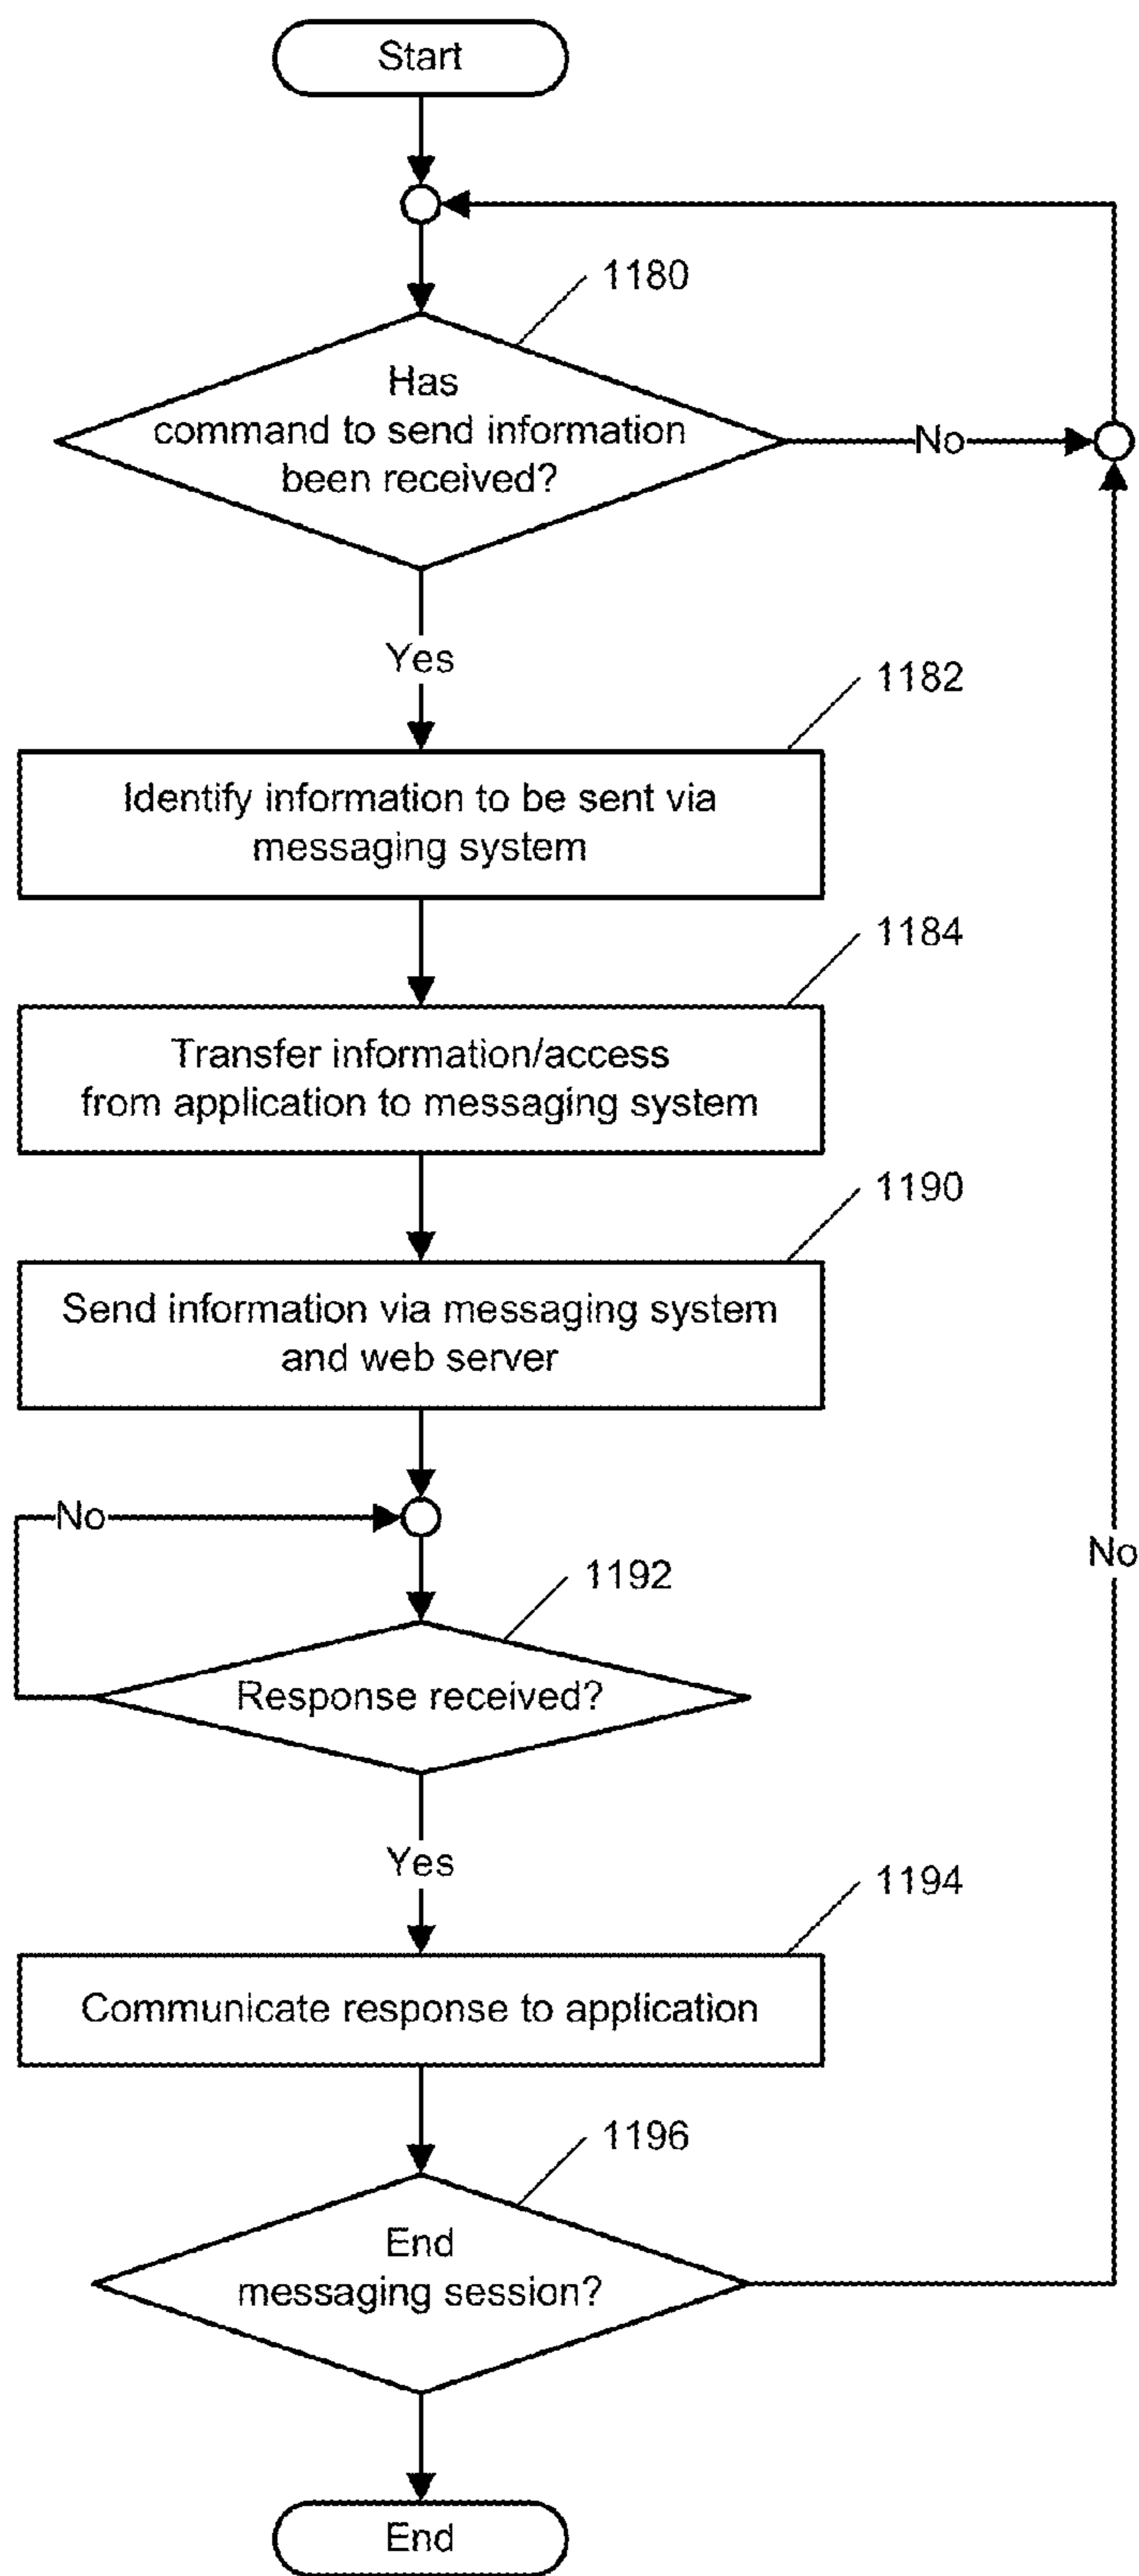 Start
1180
Has
command to send information
been received?
No
Yes
1182
Identify information to be sent via
messaging system
1184
Transfer information/access
from application to messaging system
1190
Send information via messaging system
and web server
No
No
1192
Response received?
Yes
1194
Communicate response to application
1196
End
messaging session?
End